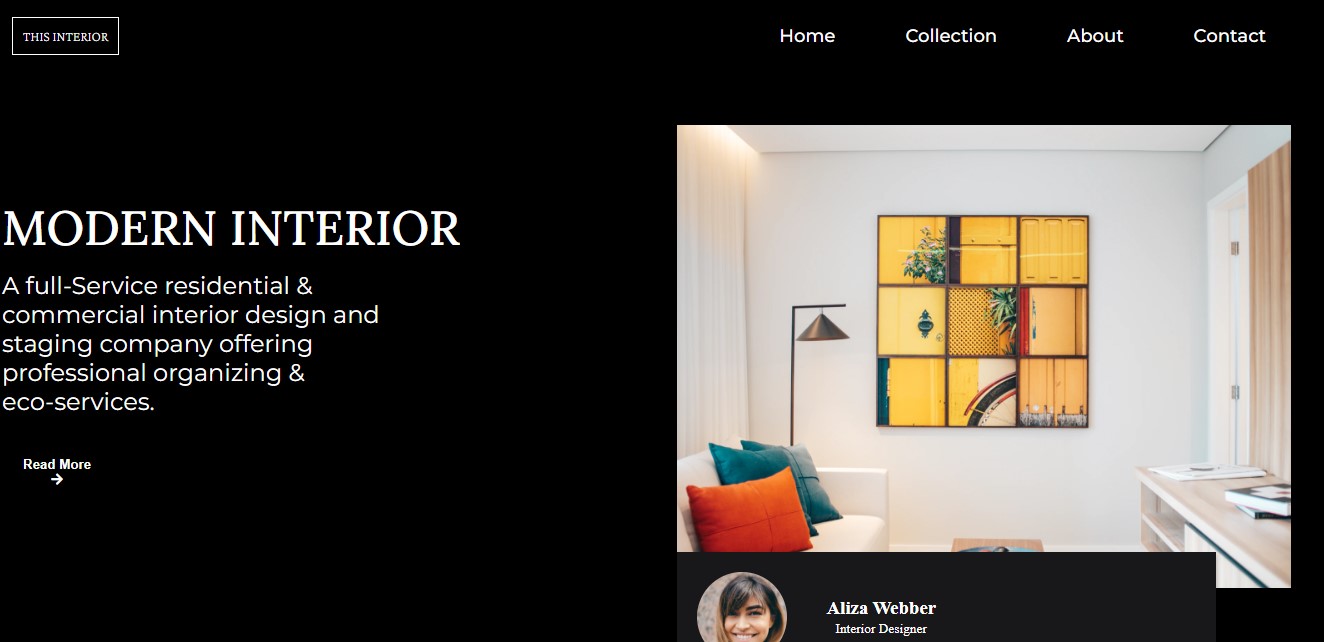 THIS INTERIOR
Home
Collection
About
Contact
MODERN INTERIOR
A full-Service residential &
commercial interior design and
staging company offering
professional organizing &
eco-services.
Read More
Aliza Webber
Interior Designer